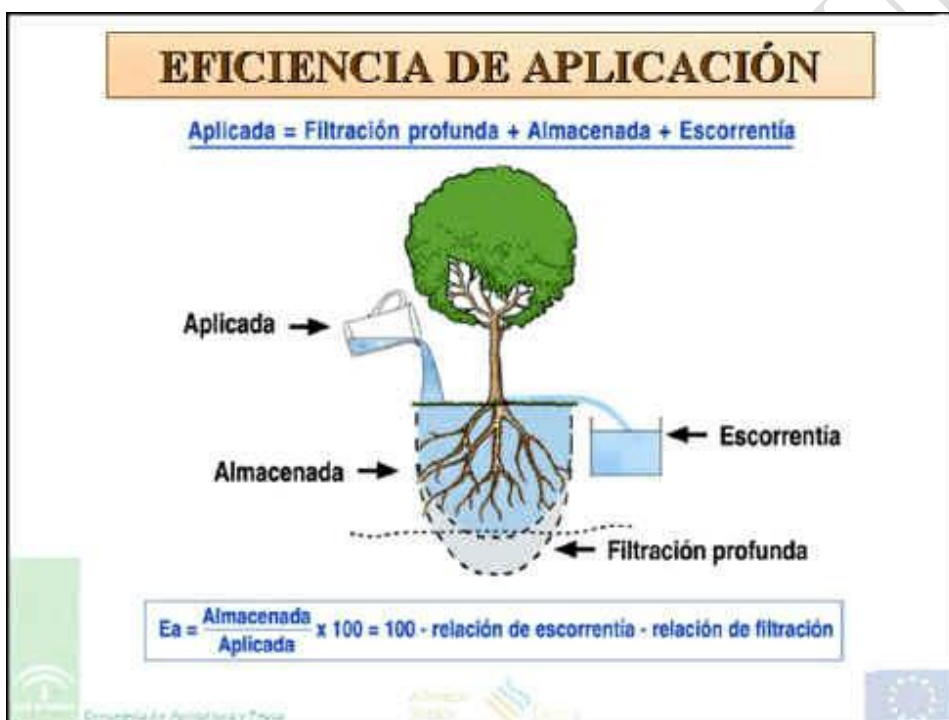 EFICIENCIA DE APLICACIÓN
Aplicada = Filtración profunda + Almacenada + Escorrentía
Aplicada
Escorrentía
Almacenada
Filtración profunda
Ea = Almacenada / Aplicada x 100 = 100 - relación de escorrentía - relación de filtración